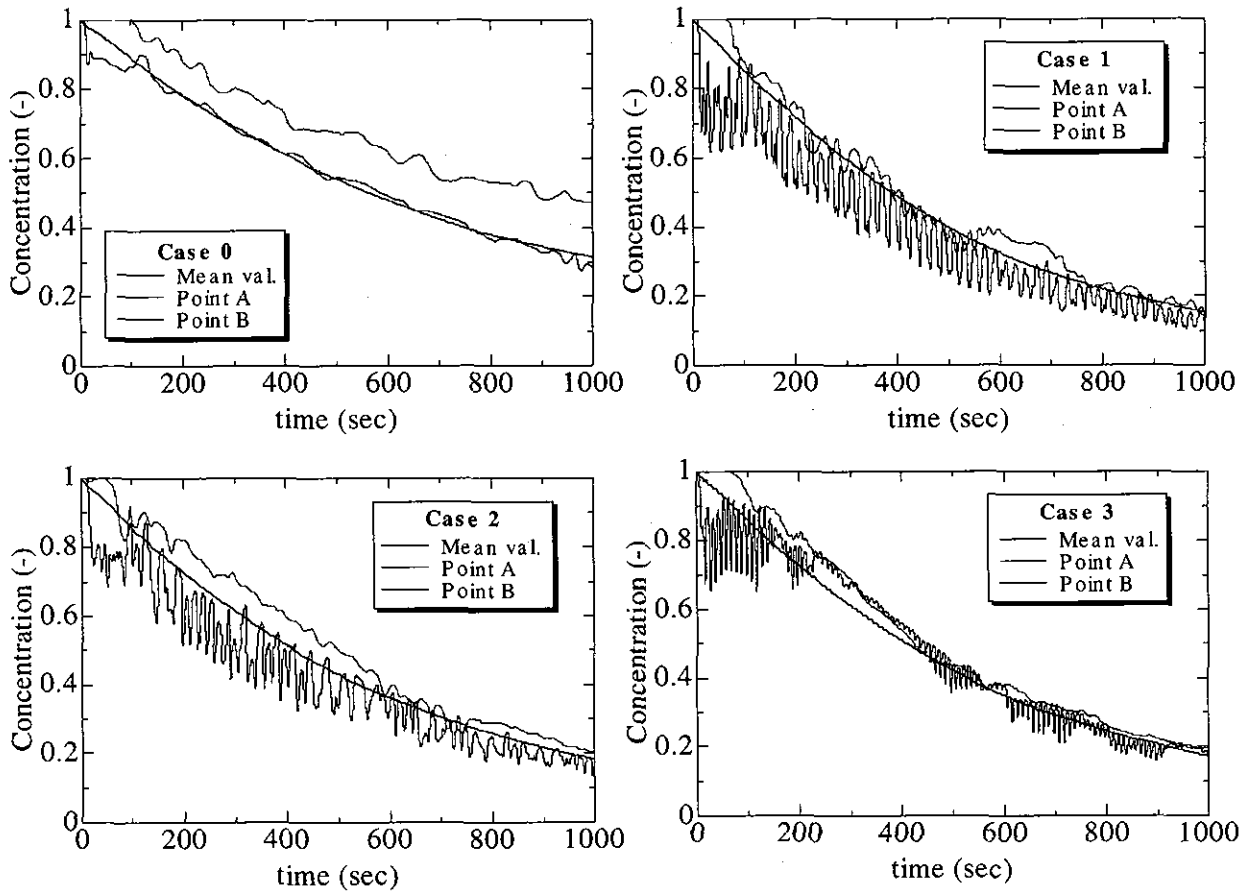 Concentration (-)
1
0.8
0.6
0.4
0.2
0
Case 0
Mean val.
Point A
Point B
0 200 400 600 800 1000
time (sec)
Concentration (-)
1
0.8
0.6
0.4
0.2
0
Case 1
Mean val.
Point A
Point B
0 200 400 600 800 1000
time (sec)
Concentration (-)
1
0.8
0.6
0.4
0.2
0
Case 2
Mean val.
Point A
Point B
0 200 400 600 800 1000
time (sec)
Concentration (-)
1
0.8
0.6
0.4
0.2
0
Case 3
Mean val.
Point A
Point B
0 200 400 600 800 1000
time (sec)